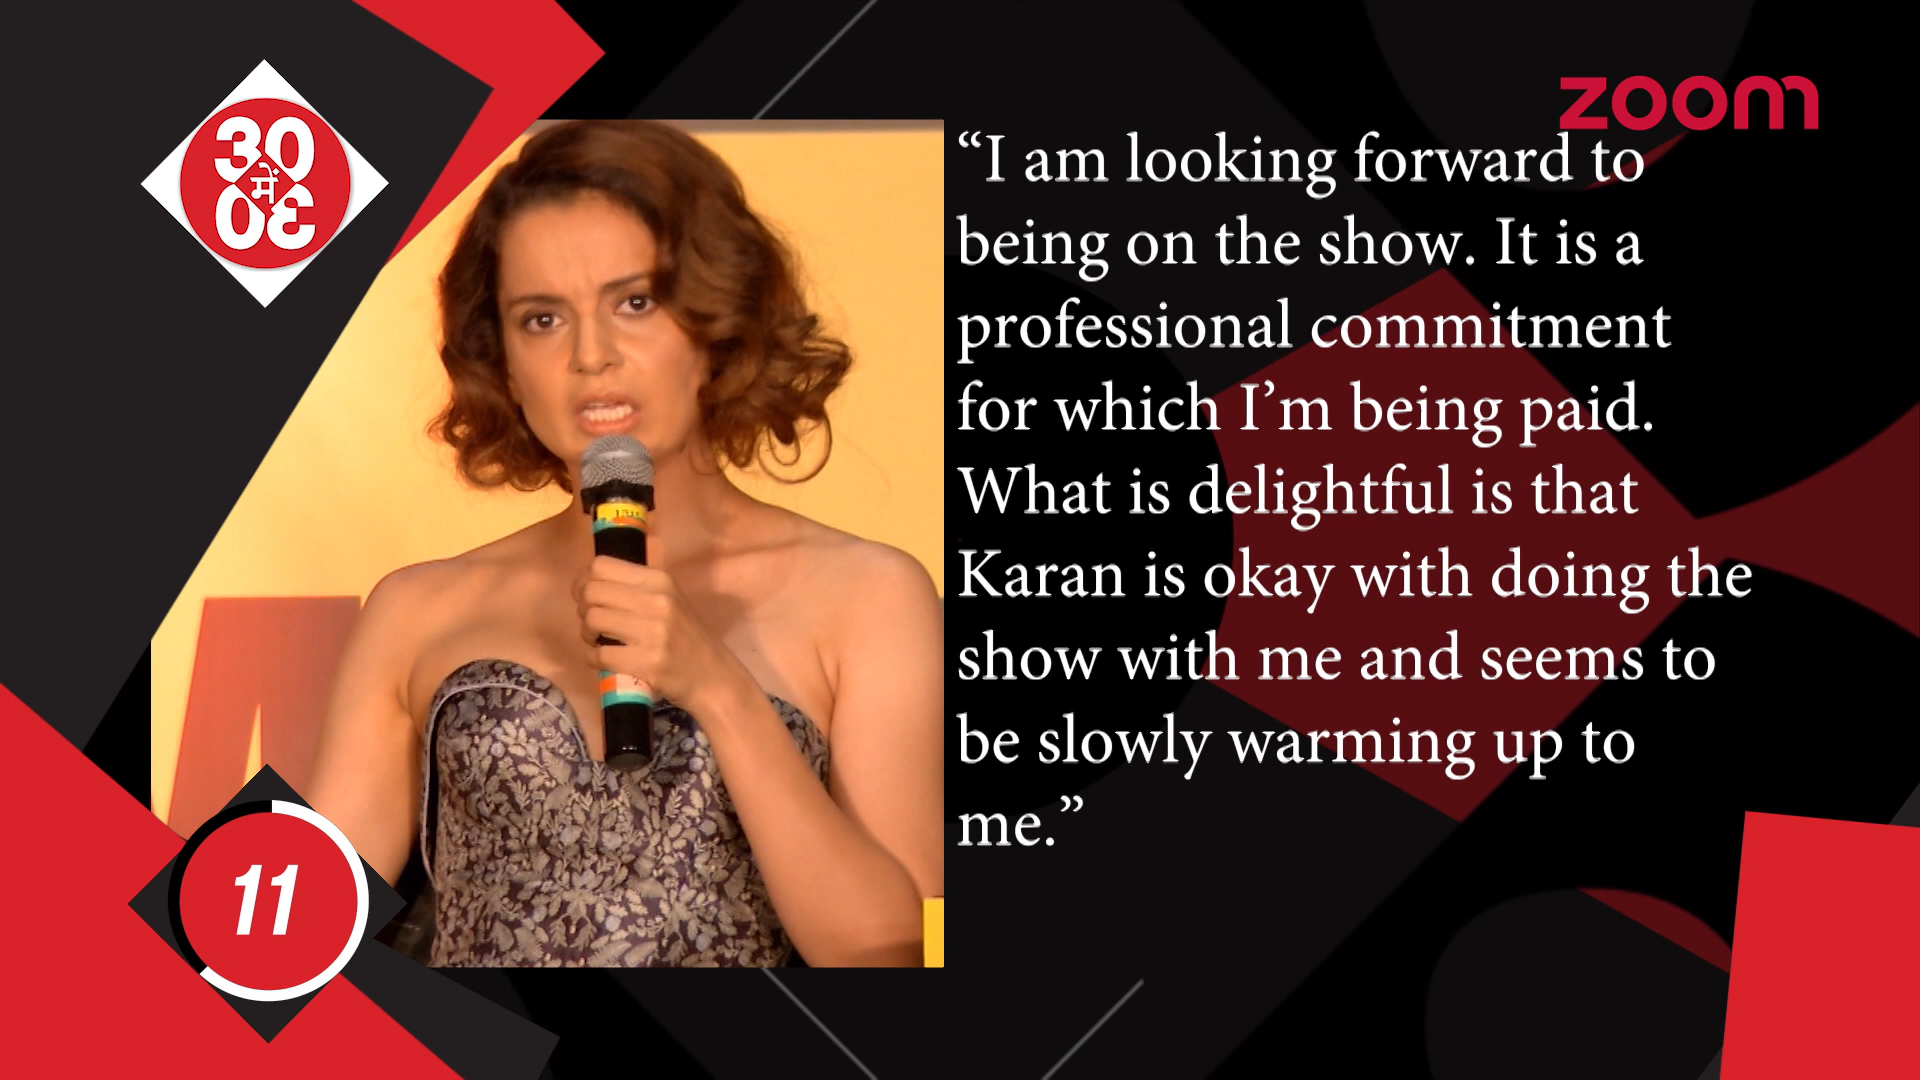 30
में
30
zoom
“I am looking forward to
being on the show. It is a
professional commitment
for which I’m being paid.
What is delightful is that
Karan is okay with doing the
show with me and seems to
be slowly warming up to
me.”
11